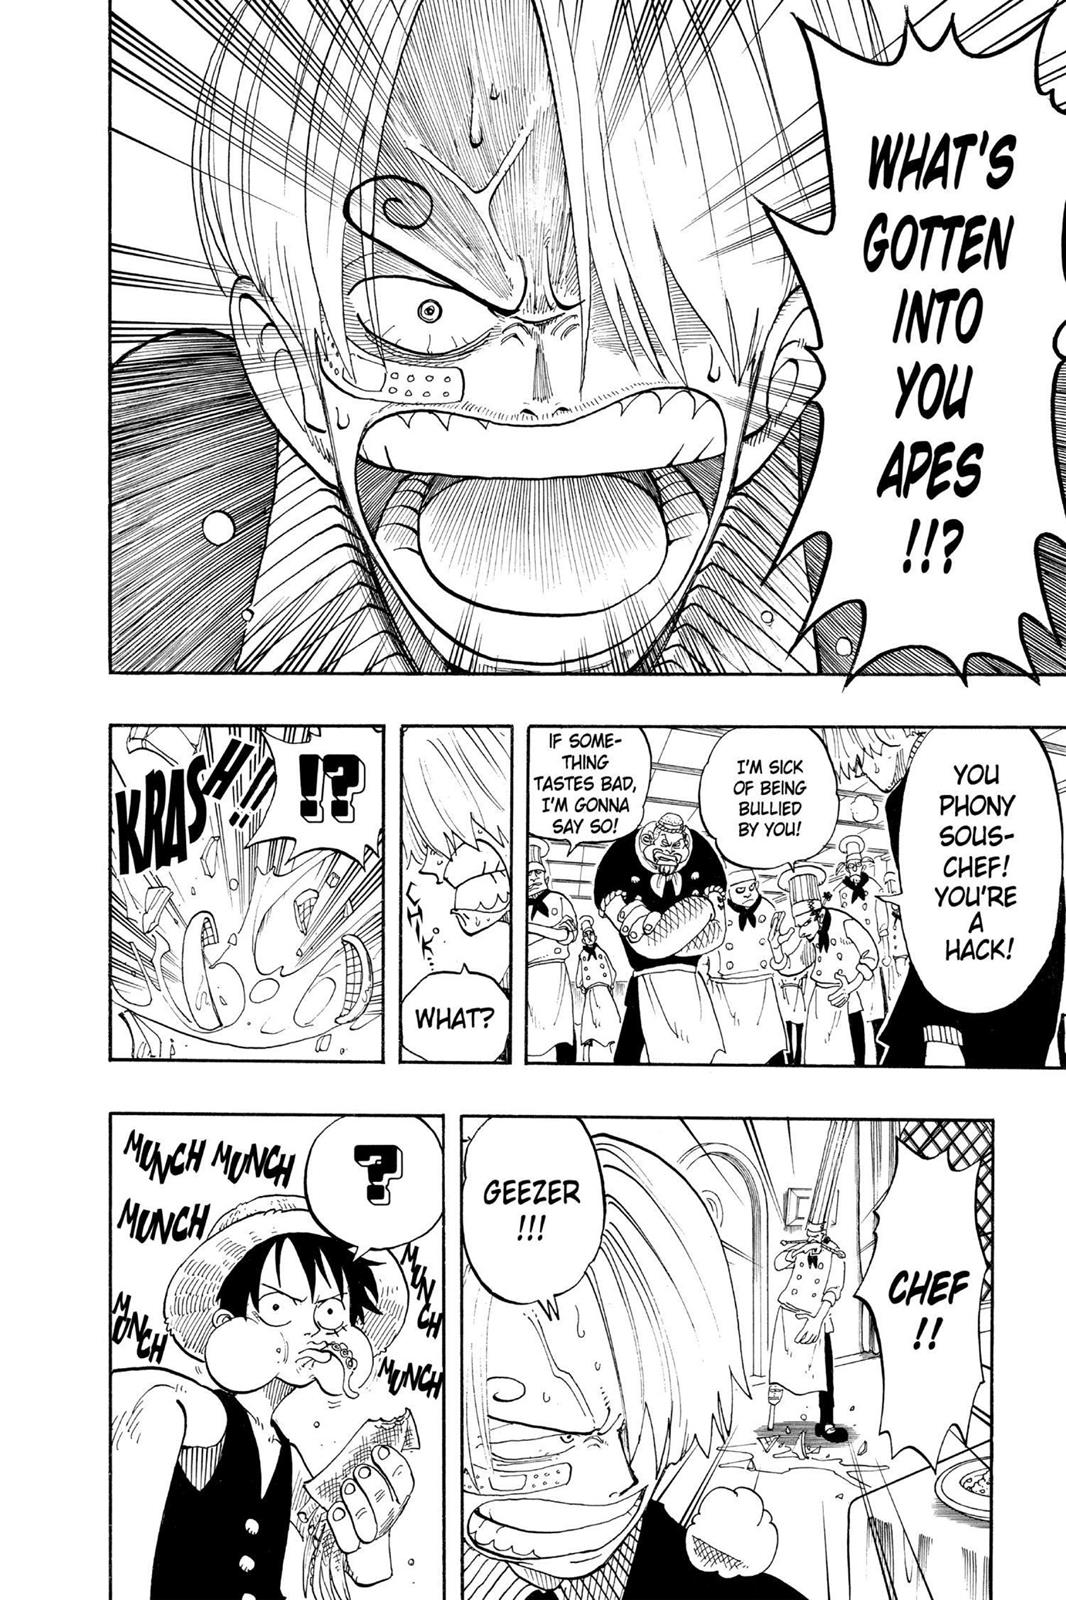 WHAT'S
GOTTEN
INTO
YOU
APES
!!?
YOU
PHONY
SOUS-
CHEF!
YOU'RE
A
HACK!
I'M SICK
OF BEING
BULLIED
BY YOU!
IF SOME-
THING
TASTES BAD,
I'M GONNA
SAY SO!
CHK
WHAT?
!?
KRASH!!
CHEF
!!
GEEZER
!!!
?
MUNCH MUNCH
MUNCH
MUNCH
MUNCH
MUNCH